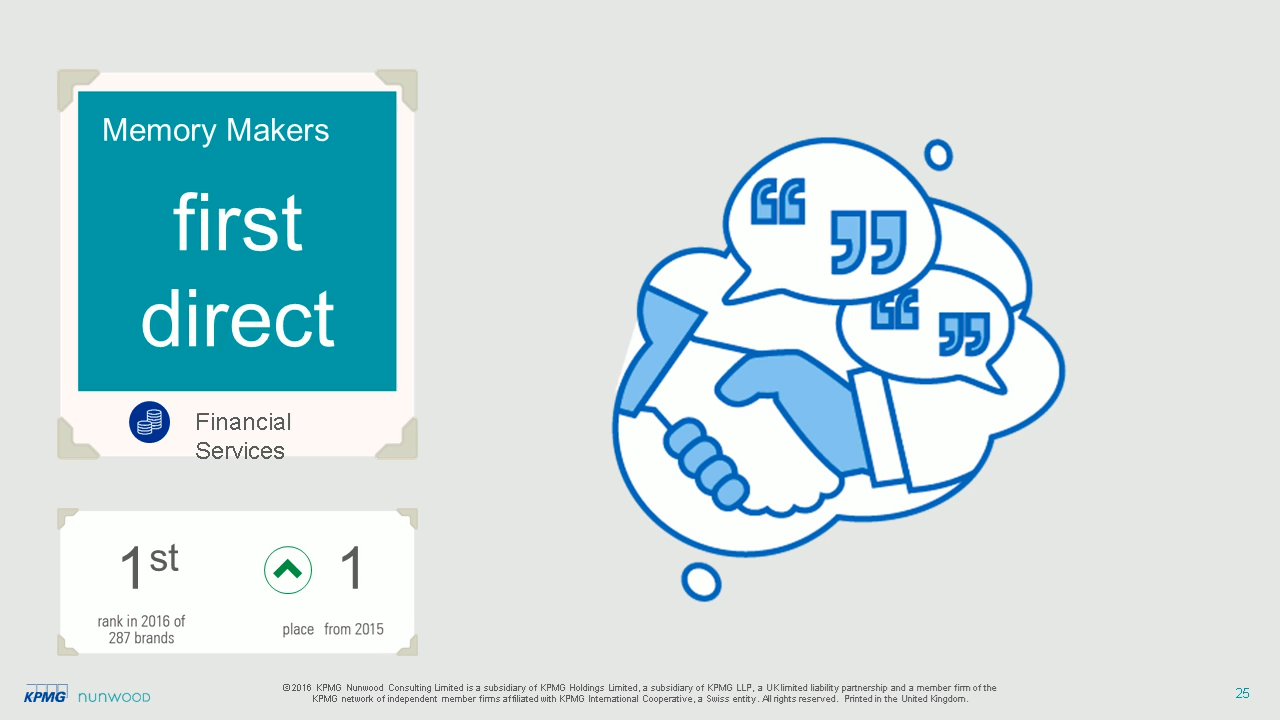 Memory Makers
first
direct
Financial
Services
1st
1
rank in 2016 of
287 brands
place from 2015
KPMG nunwood
©2016 KPMG Nunwood Consulting Limited is a subsidiary of KPMG Holdings Limited, a subsidiary of KPMG LLP, a UK limited liability partnership and a member firm of the
KPMG network of independent member firms affiliated with KPMG International Cooperative, a Swiss entity. All rights reserved. Printed in the United Kingdom.
25